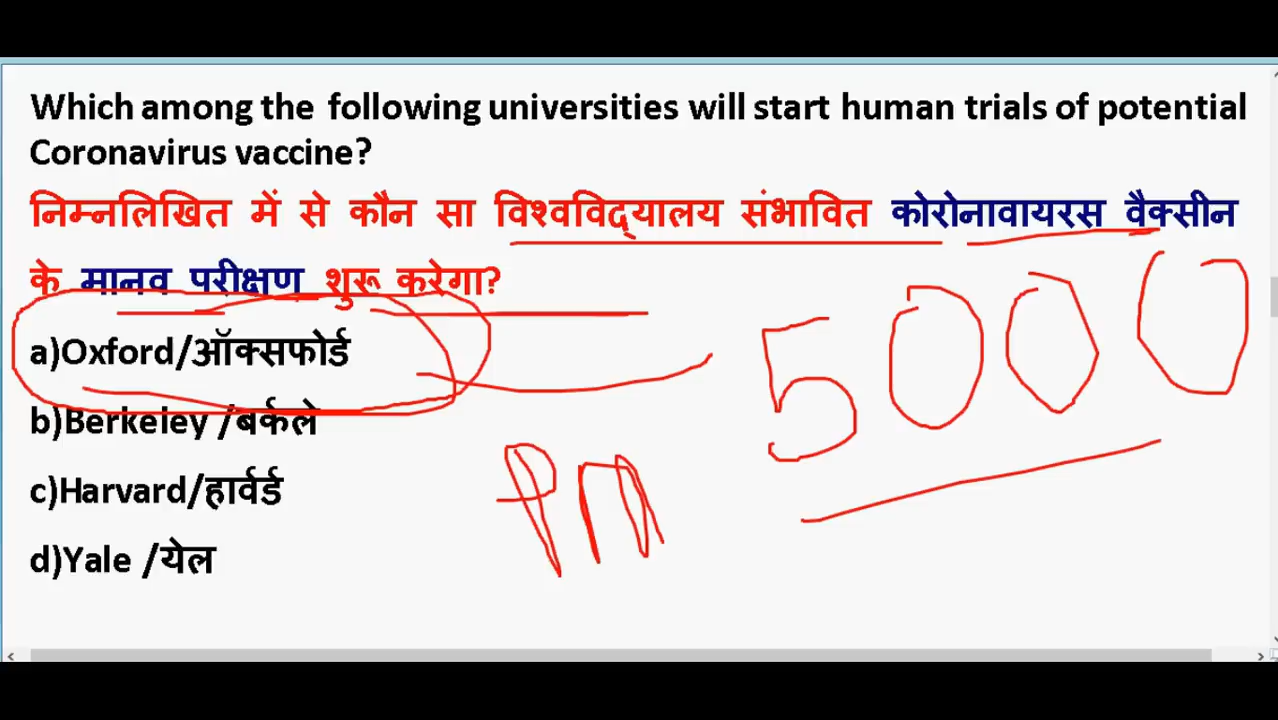 Which among the following universities will start human trials of potential
Coronavirus vaccine?
निम्नलिखित में से कौन सा विश्वविद्यालय संभावित कोरोनावायरस वैक्सीन
के मानव परीक्षण शुरू करेगा?
a)Oxford/ऑक्सफोर्ड
5000
b)Berkeley /बर्कले
PM
c)Harvard/हार्वर्ड
d)Yale /येल